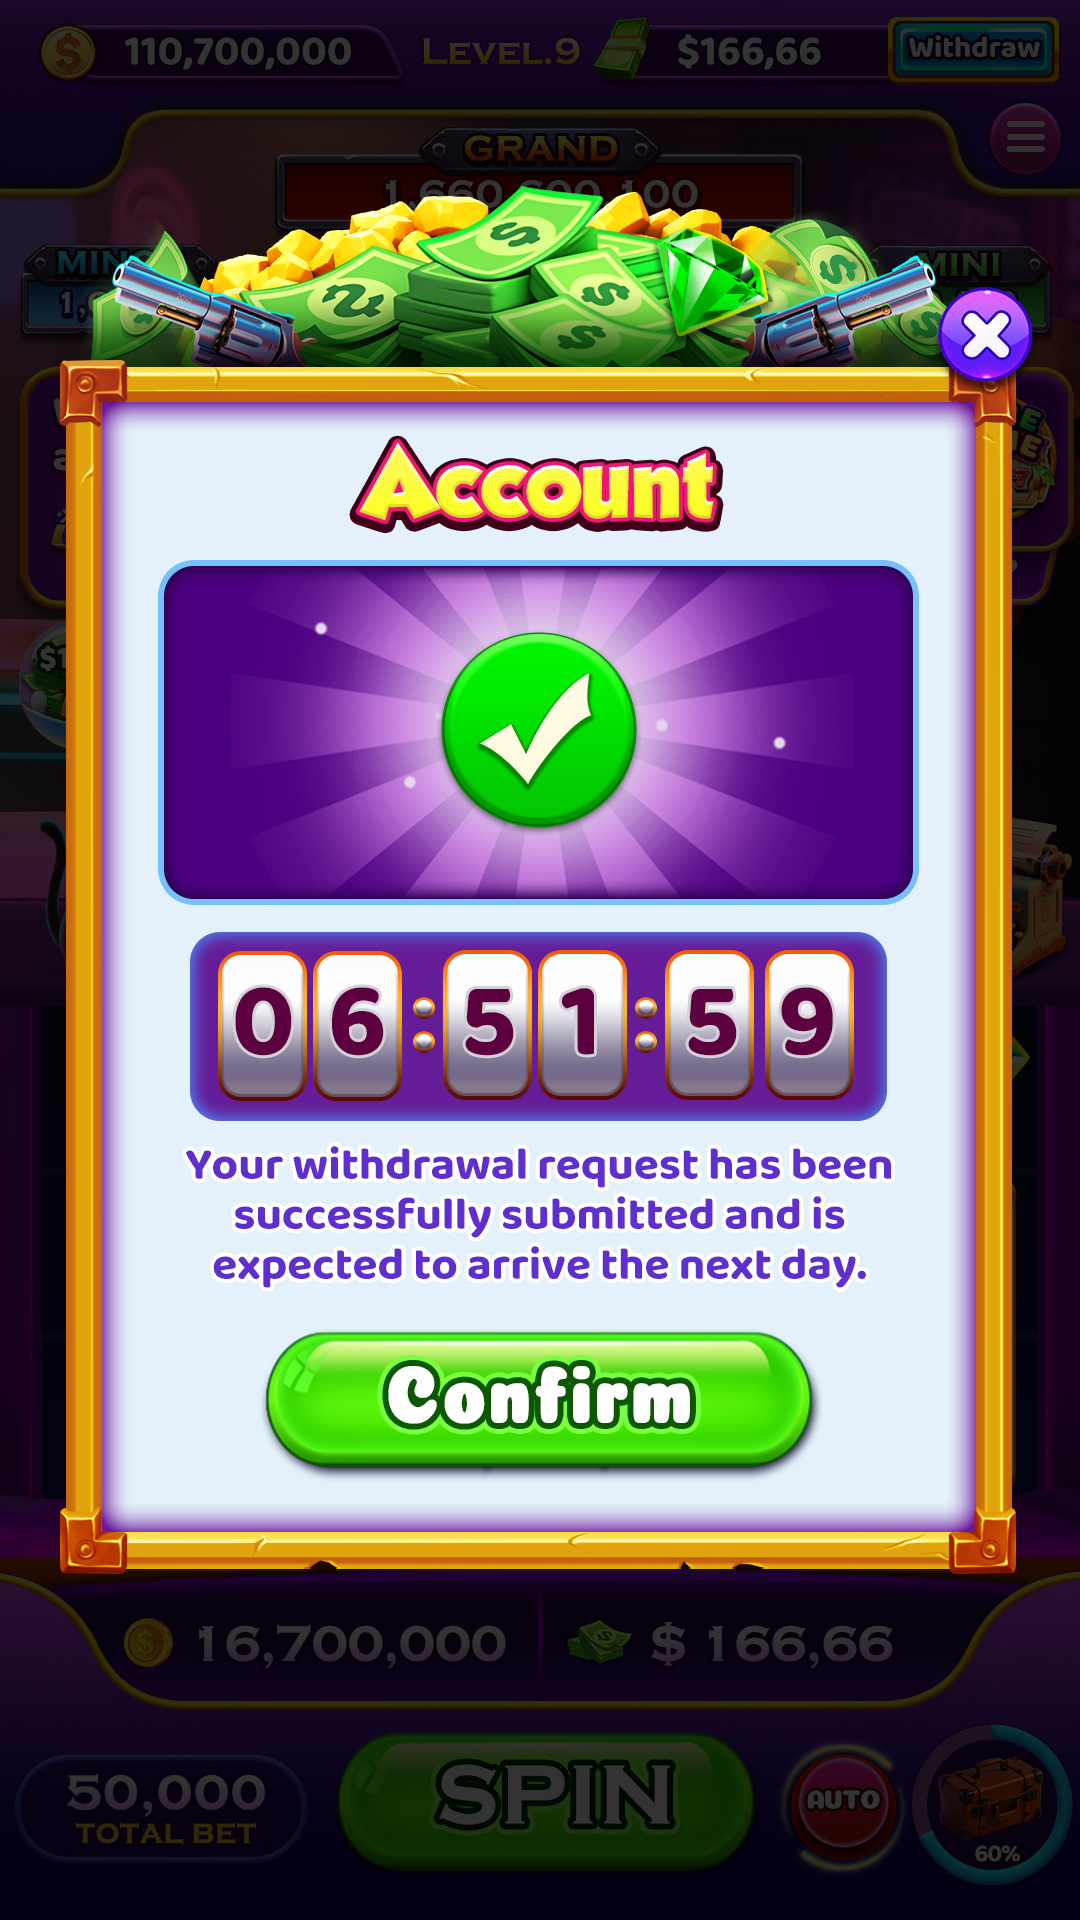 110,700,000 LEVEL.9 $166,66 Withdraw
GRAND
MINI
Account
06:51:59
Your withdrawal request has been
successfully submitted and is
expected to arrive the next day.
Confirm
16,700,000 $ 166,66
50,000
TOTAL BET
SPIN
AUTO
60%